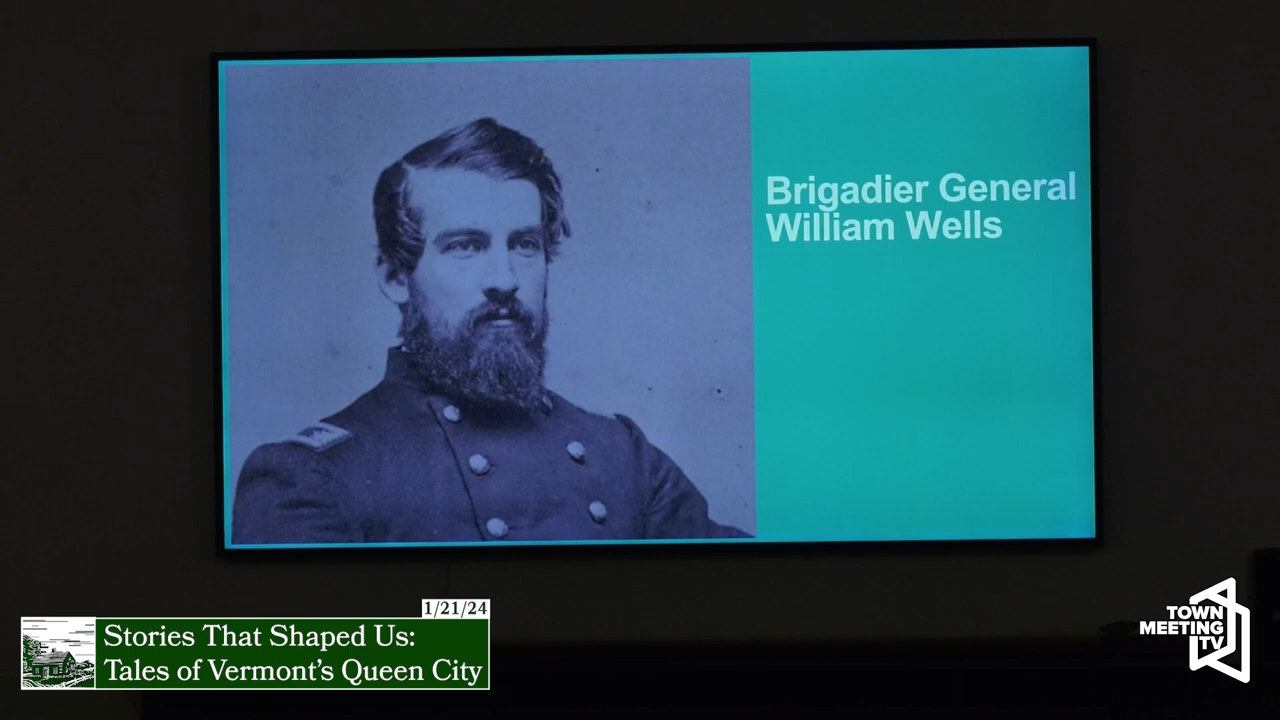 Brigadier General
William Wells
1/21/24
Stories That Shaped Us:
Tales of Vermont's Queen City
TOWN
MEETING
TV